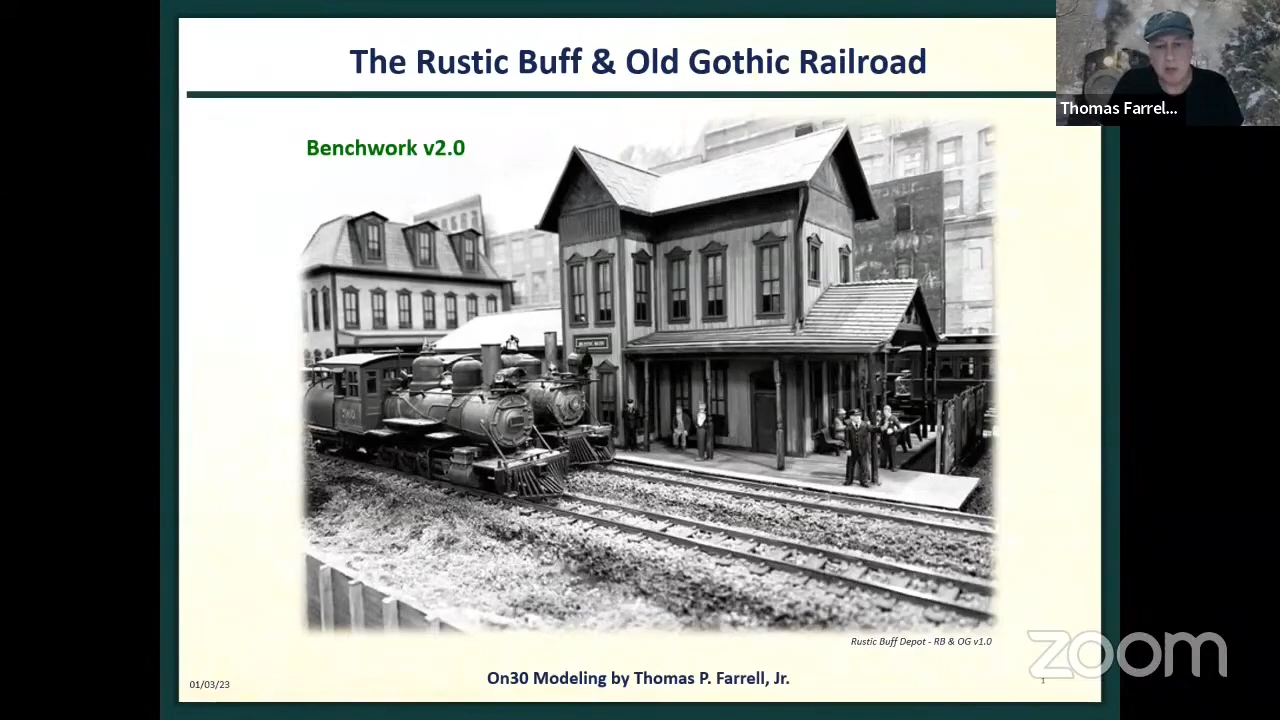 The Rustic Buff & Old Gothic Railroad
Thomas Farrel...
Benchwork v2.0
Rustic Buff Depot - RB & OG v1.0
On30 Modeling by Thomas P. Farrell, Jr.
01/03/23
1
zoom